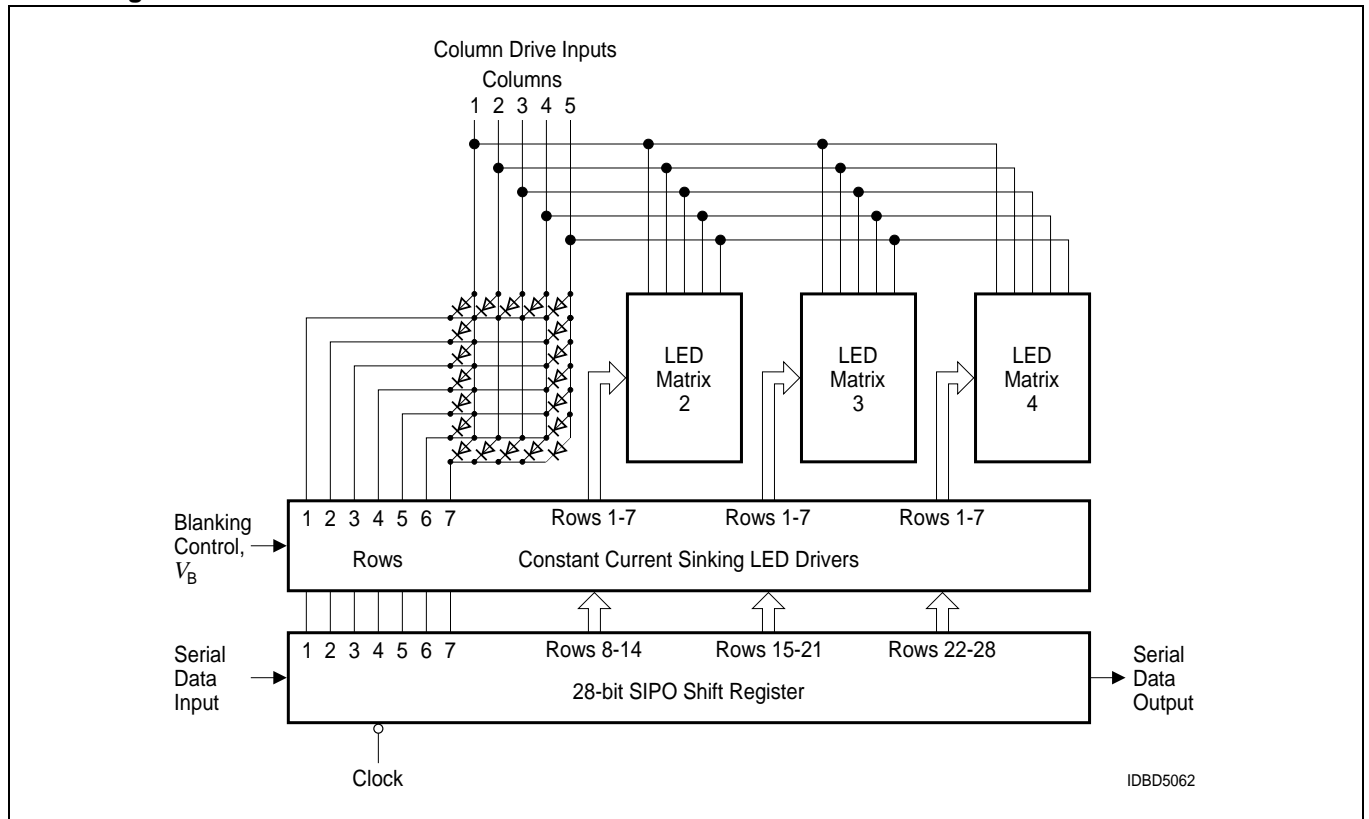 Column Drive Inputs
Columns
1 2 3 4 5
LED
Matrix
2
LED
Matrix
3
LED
Matrix
4
Blanking
Control,
VB
1 2 3 4 5 6 7
Rows 1-7
Rows 1-7
Rows 1-7
Rows
Constant Current Sinking LED Drivers
Serial
Data
Input
1 2 3 4 5 6 7
Rows 8-14
Rows 15-21
Rows 22-28
28-bit SIPO Shift Register
Serial
Data
Output
Clock
IDBD5062